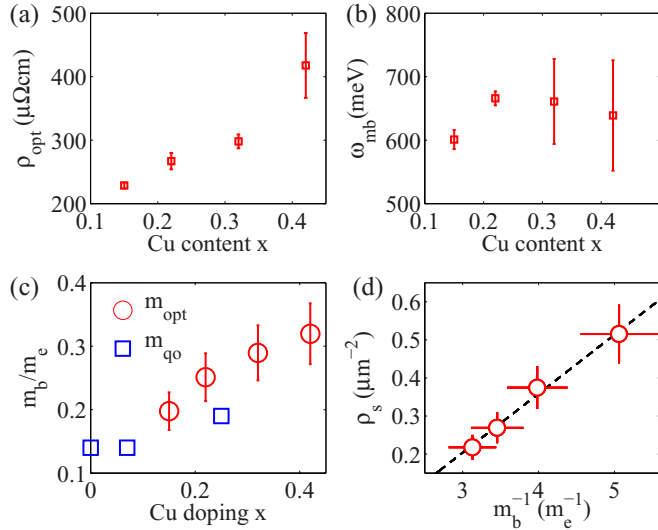 (a)
500
400
300
200
0.1
0.2
0.3
0.4
ρopt (μΩcm)
Cu content x
(b)
800
700
600
500
0.1
0.2
0.3
0.4
ωmb (meV)
Cu content x
(c)
mopt
mqo
0.4
0.3
0.2
0.1
0
0.2
0.4
mb/me
Cu doping x
(d)
0.6
0.5
0.4
0.3
0.2
3
4
5
ρs (μm⁻²)
mb⁻¹ (me⁻¹)